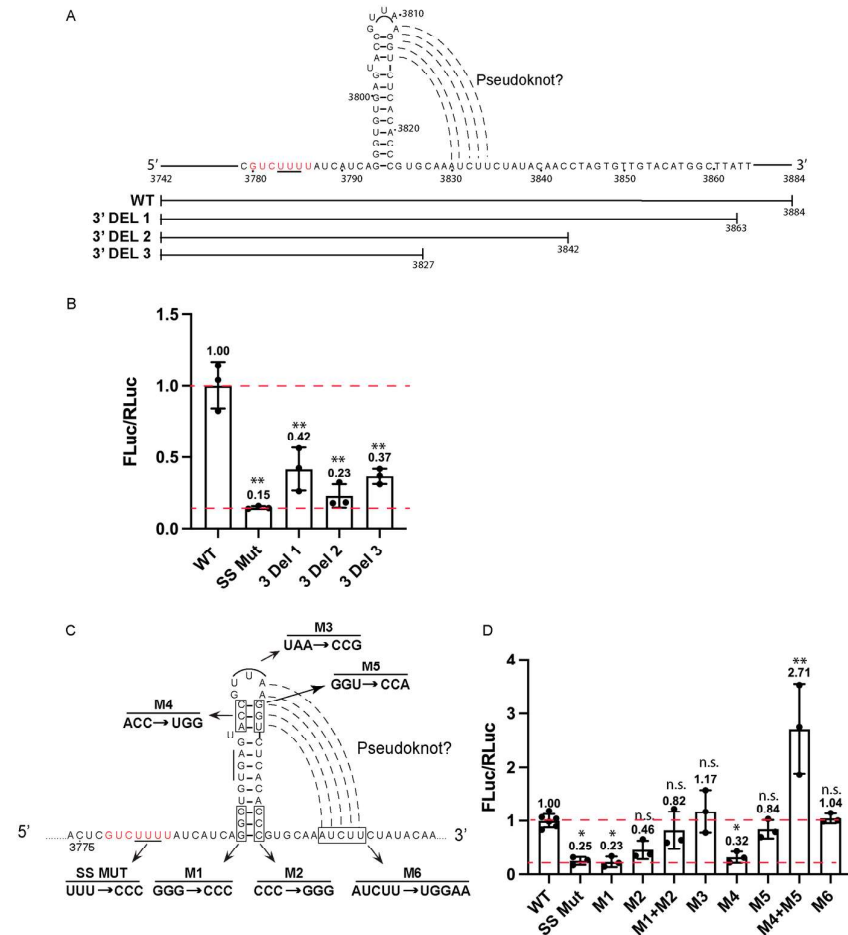 A
U U A 3810
G A
C G
C G
A U
U C
G U
A C
3800 G A
U C
G A 3820
U C
G C
G C
Pseudoknot?
5' CGUCUUUUAUCAUCAG CGUGCAAAUCUUCUAUACAACCTAGTGTTGTACATGGCTTATT 3'
3742 3780 3790 3830 3840 3850 3860 3884
WT 3884
3' DEL 1 3863
3' DEL 2 3842
3' DEL 3 3827
B
FLuc/RLuc
1.5
1.0
0.5
0.0
1.00
** 0.15
** 0.42
** 0.23
** 0.37
WT SS Mut 3 Del 1 3 Del 2 3 Del 3
C
M3
UAA→CCG
M5
GGU→CCA
M4
ACC→UGG
Pseudoknot?
5' ACUCGUCUUUUAUCAUCAG CGUGCAAAUCUUCUAUACAA 3'
3775
SS MUT
UUU→CCC
M1
GGG→CCC
M2
CCC→GGG
M6
AUCUU→UGGAA
D
FLuc/RLuc
4
3
2
1
0
1.00
* 0.25
* 0.23
n.s. 0.46
n.s. 0.82
n.s. 1.17
* 0.32
n.s. 0.84
** 2.71
n.s. 1.04
WT SS Mut M1 M2 M1+M2 M3 M4 M5 M4+M5 M6